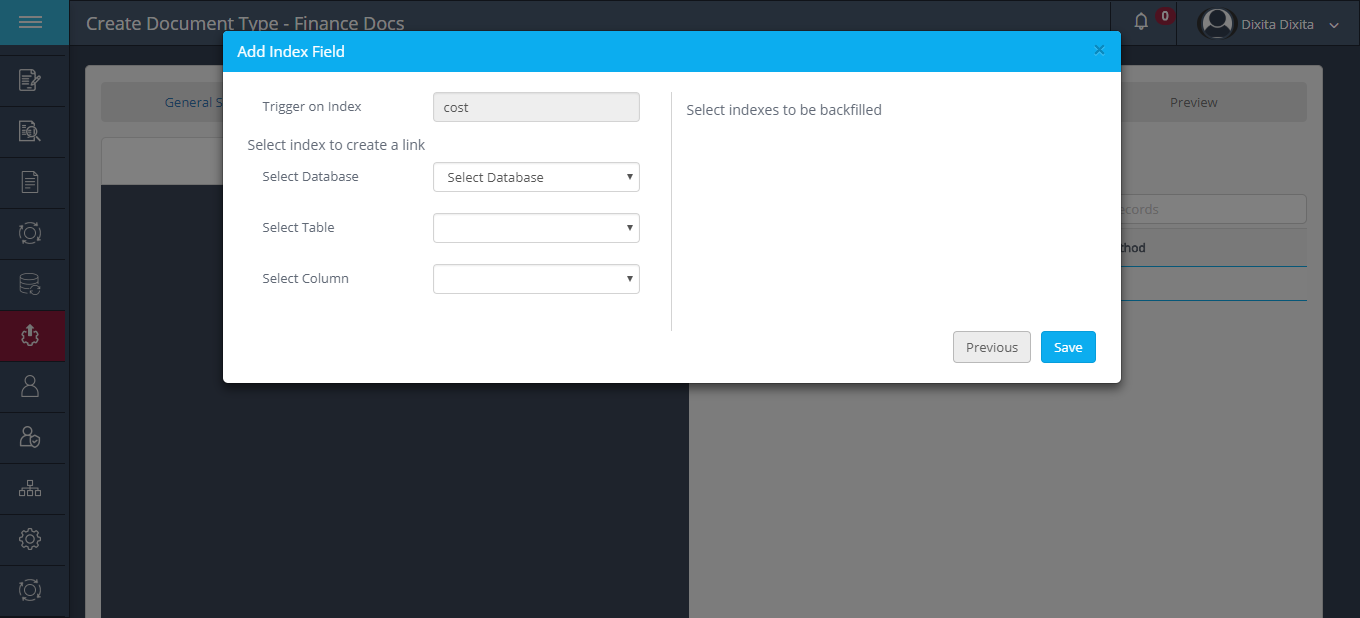 Create Document Type - Finance Docs
0
Dixita Dixita
Add Index Field
×
General S
Preview
Trigger on Index
cost
Select indexes to be backfilled
Select index to create a link
Select Database
Select Database
ecords
Select Table
thod
Select Column
Previous
Save